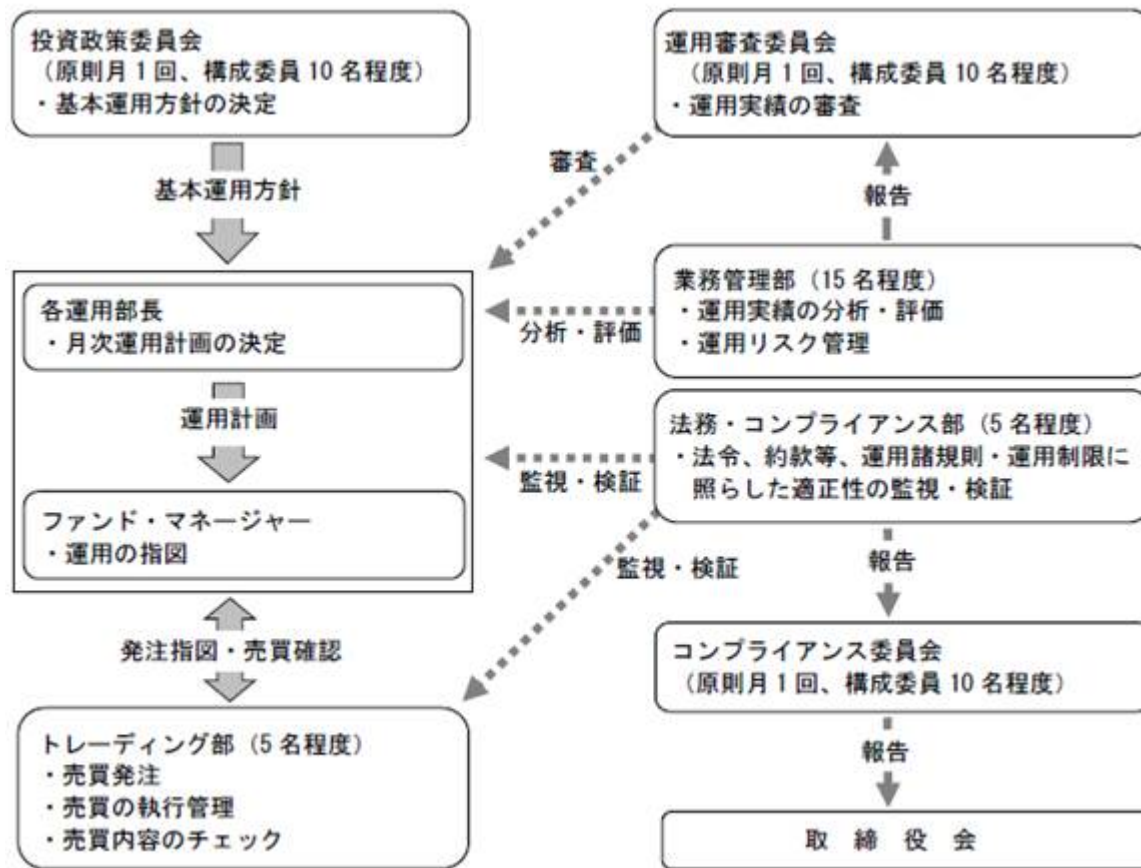 投資政策委員会
（原則月1回、構成委員10名程度）
・基本運用方針の決定
基本運用方針
各運用部長
・月次運用計画の決定
運用計画
ファンド・マネージャー
・運用の指図
発注指図・売買確認
トレーディング部（5名程度）
・売買発注
・売買の執行管理
・売買内容のチェック
運用審査委員会
（原則月1回、構成委員10名程度）
・運用実績の審査
審査
報告
業務管理部（15名程度）
・運用実績の分析・評価
・運用リスク管理
分析・評価
法務・コンプライアンス部（5名程度）
・法令、約款等、運用諸規則・運用制限に
照らした適正性の監視・検証
監視・検証
監視・検証
報告
コンプライアンス委員会
（原則月1回、構成委員10名程度）
報告
取 締 役 会